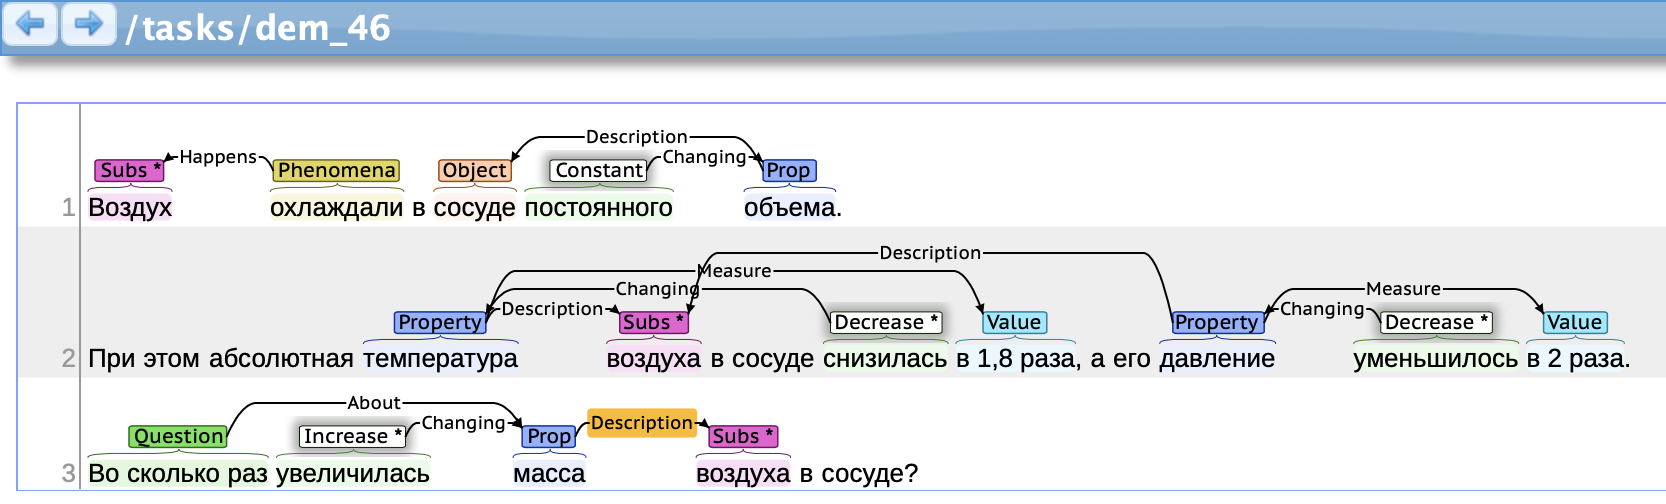 /tasks/dem_46
Description
Happens Changing
Subs * Phenomena Object Constant Prop
1 Воздух охлаждали в сосуде постоянного объема.
Description
Measure
Changing Measure
Description Changing
Property Subs * Decrease * Value Property Decrease * Value
2 При этом абсолютная температура воздуха в сосуде снизилась в 1,8 раза, а его давление уменьшилось в 2 раза.
About
Changing Description
Question Increase * Prop Subs *
3 Во сколько раз увеличилась масса воздуха в сосуде?